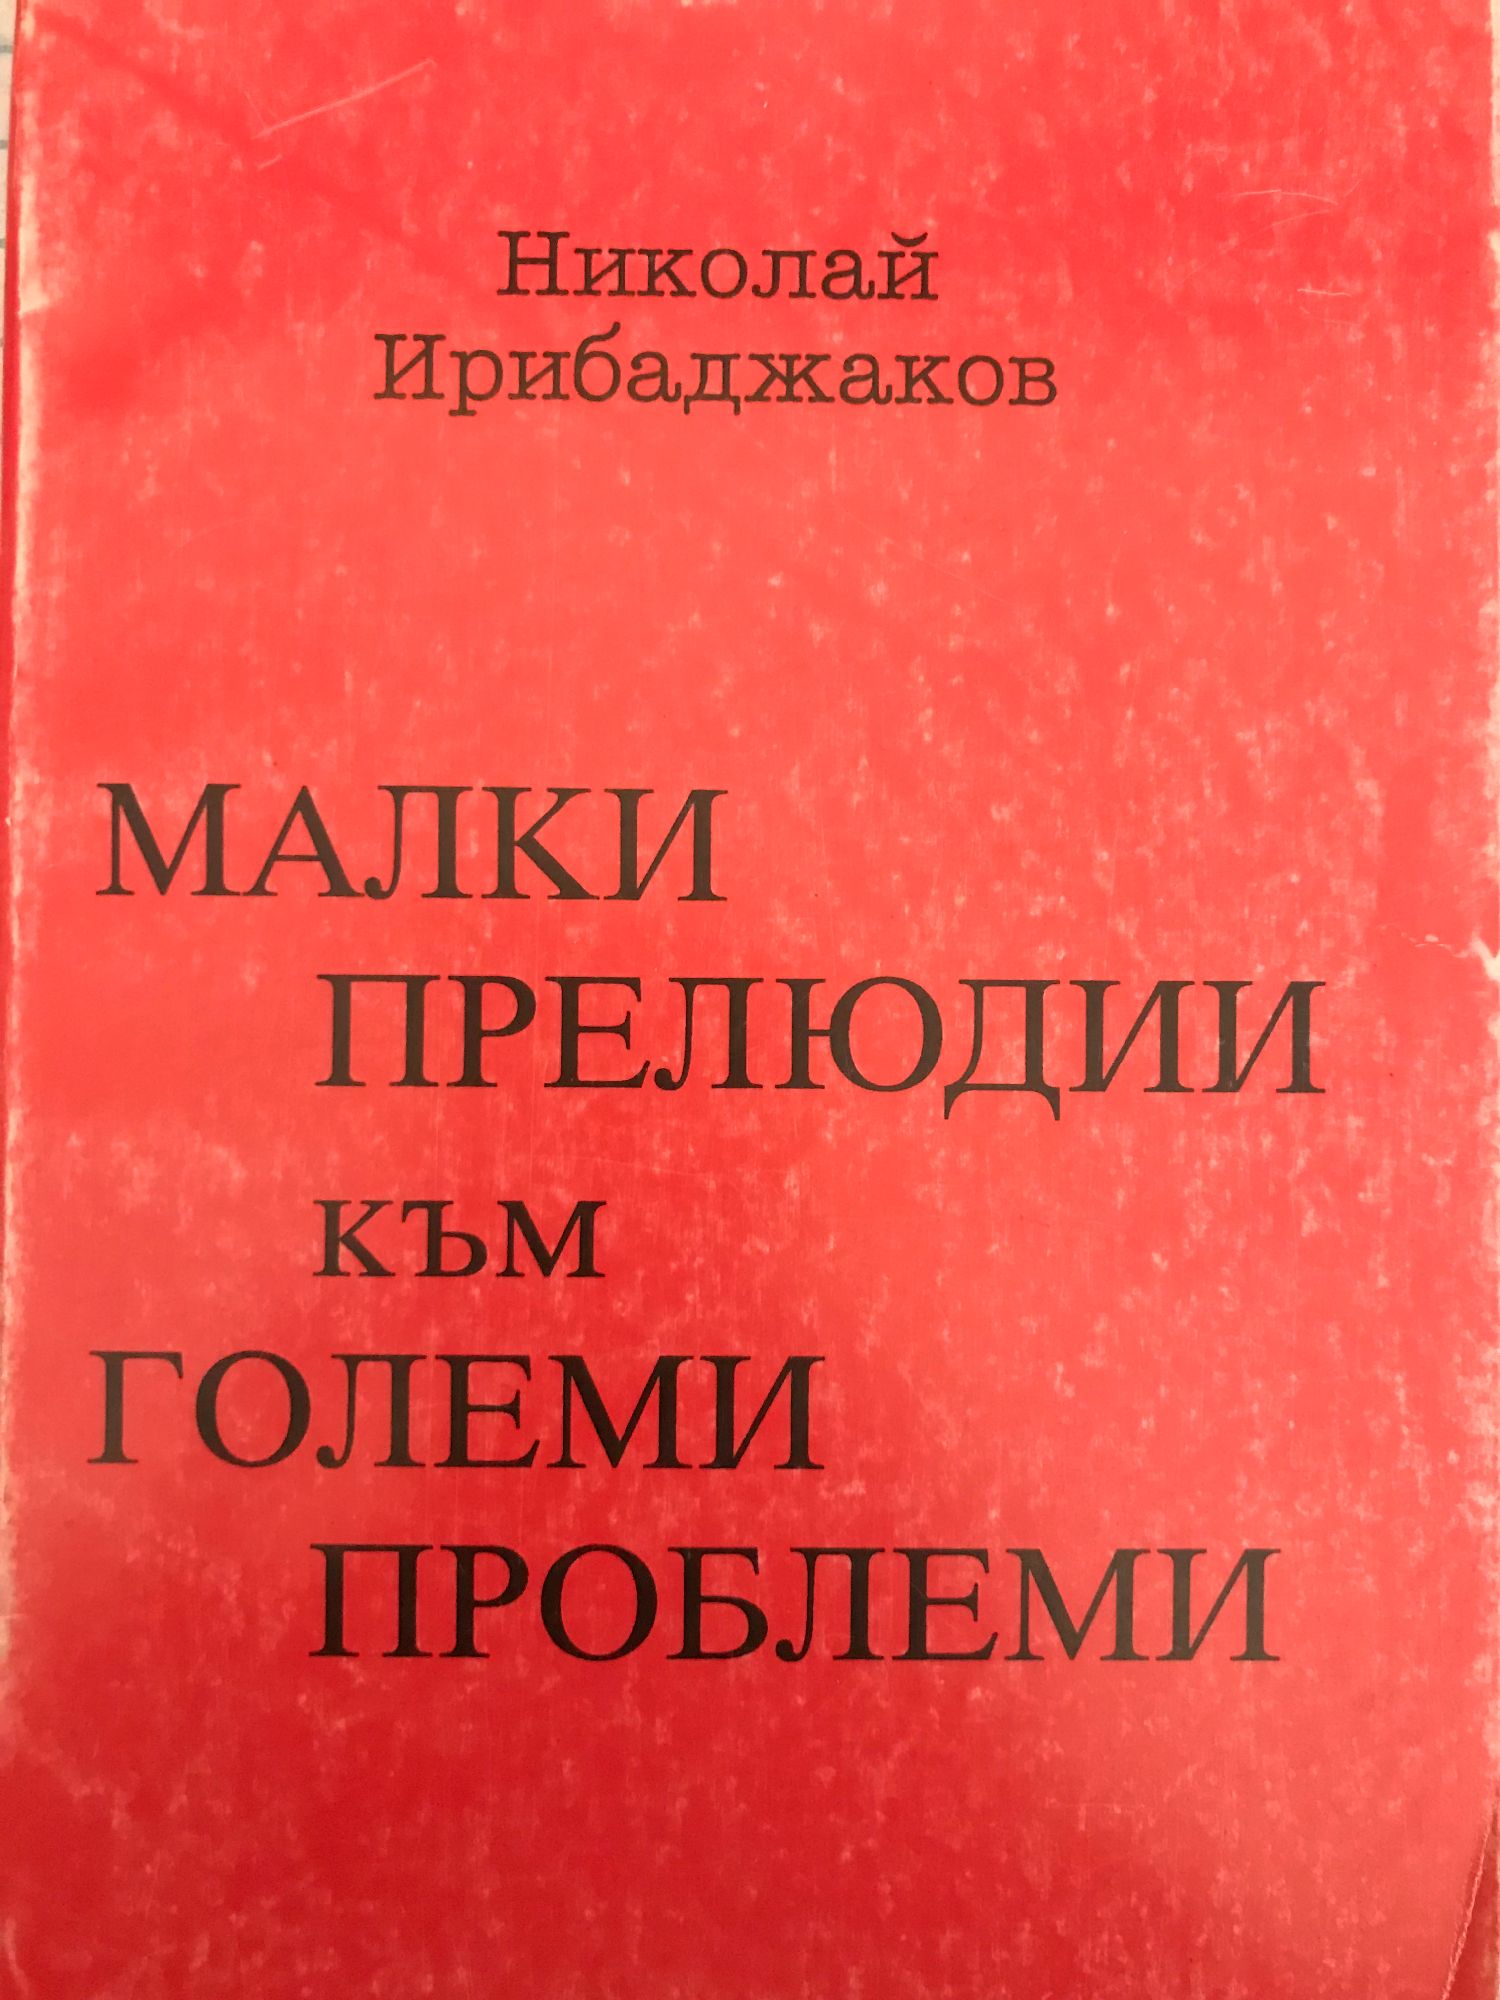 Николай
Ирибаджаков
МАЛКИ
ПРЕЛЮДИИ
към
ГОЛЕМИ
ПРОБЛЕМИ